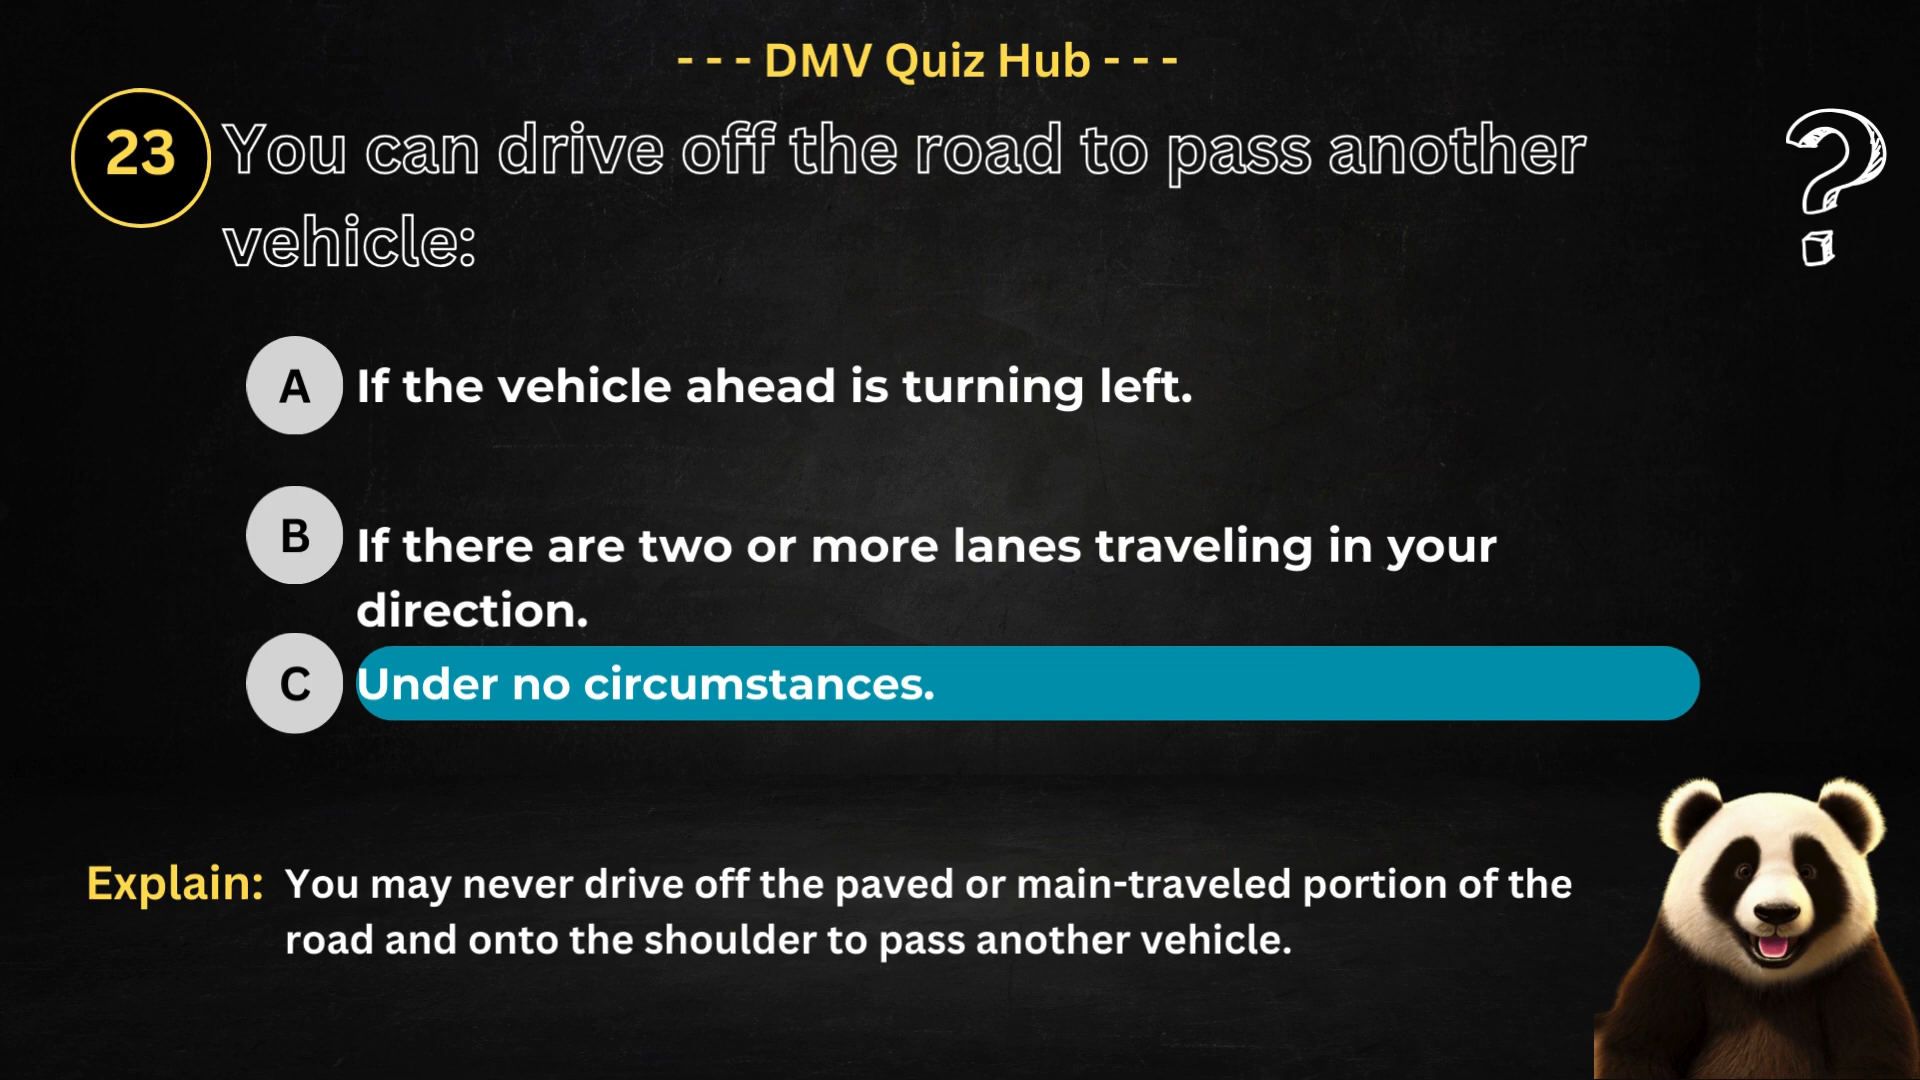 - - - DMV Quiz Hub - - -
23
You can drive off the road to pass another
vehicle:
?
A
If the vehicle ahead is turning left.
B
If there are two or more lanes traveling in your
direction.
C
Under no circumstances.
Explain:
You may never drive off the paved or main-traveled portion of the
road and onto the shoulder to pass another vehicle.